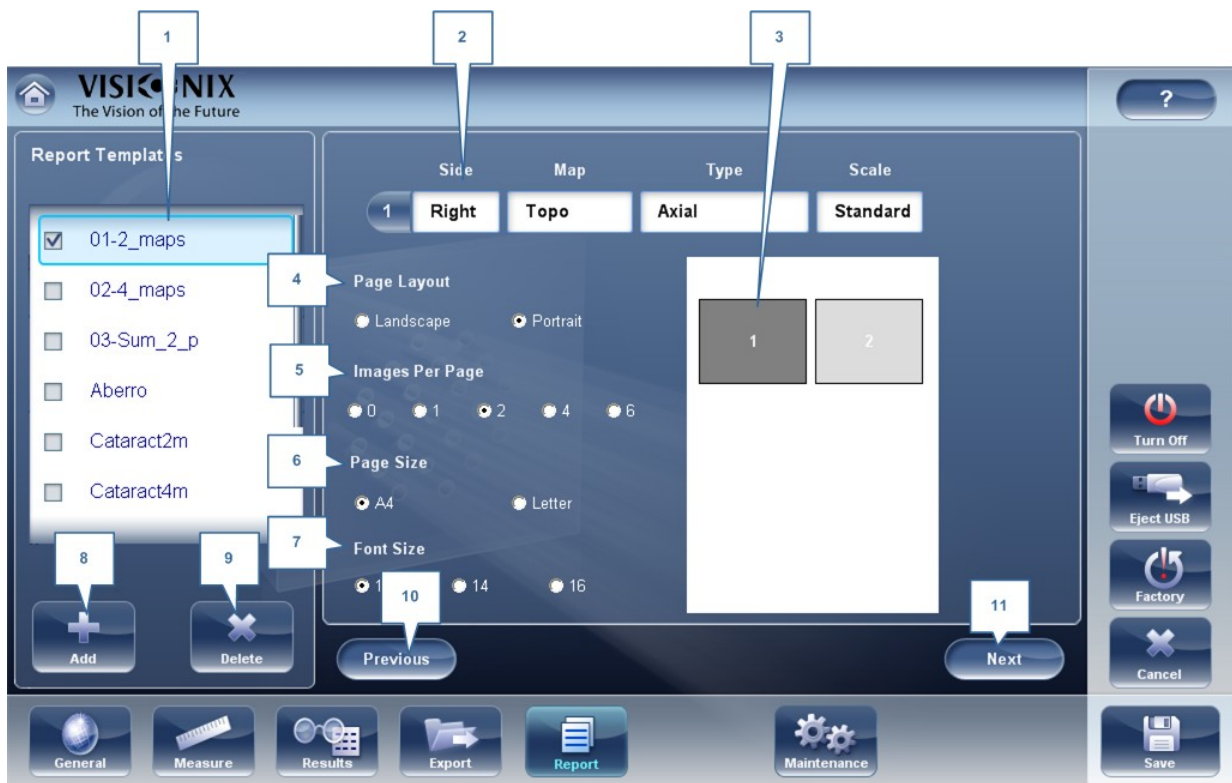 1
2
3
VISIONIX
The Vision of the Future
?
Report Templates
01-2_maps
02-4_maps
03-Sum_2_p
Aberro
Cataract2m
Cataract4m
8
9
Add
Delete
Side Map Type Scale
1 Right Topo Axial Standard
4
Page Layout
Landscape Portrait
5
Images Per Page
0 1 2 4 6
6
Page Size
A4 Letter
7
Font Size
14 16
1 2
10
11
Previous
Next
Turn Off
Eject USB
Factory
Cancel
General
Measure
Results
Export
Report
Maintenance
Save